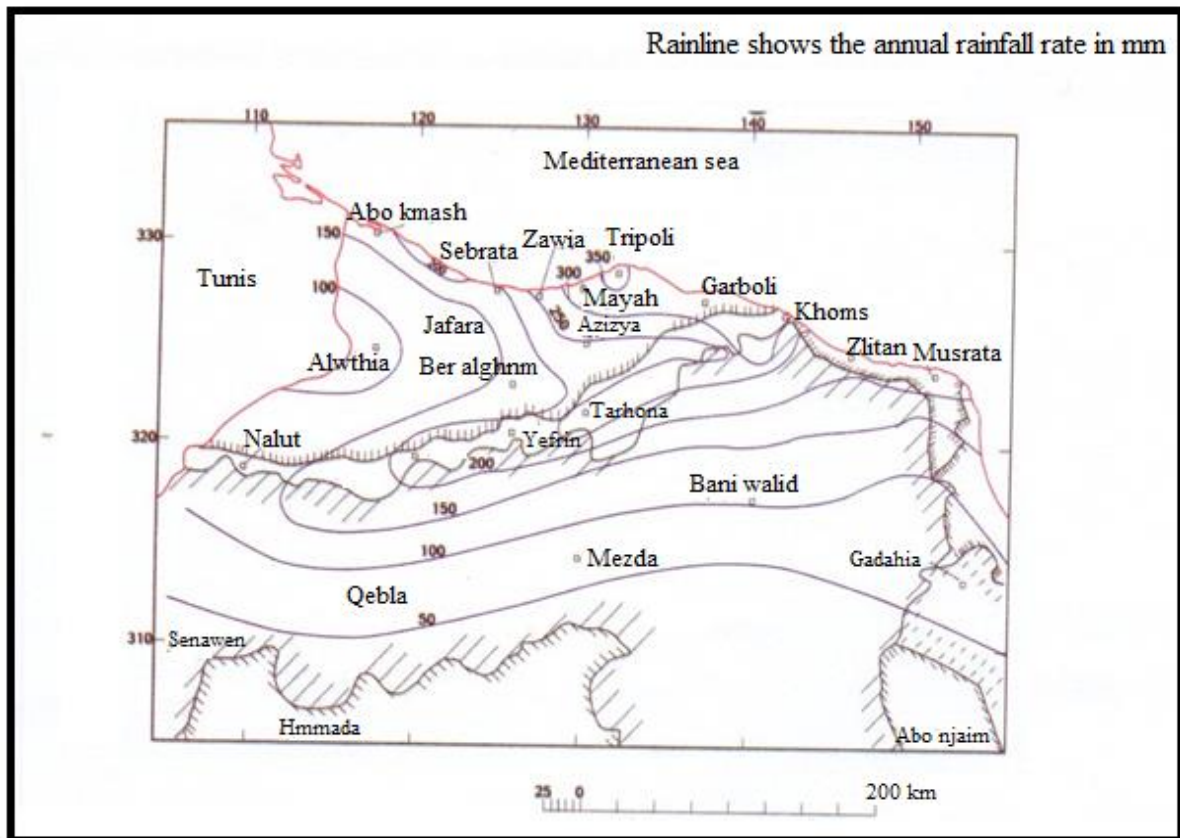 Rainline shows the annual rainfall rate in mm
110 120 130 140 150
Mediterranean sea
Abo kmash
330 150 Sebrata Zawia Tripoli
350
Tunis 300
100 Mayah Garboli
Jafara 250 Azizya Khoms
Alwthia Ber alghnm Zlitan Musrata
Tarhona
320 Nalut Yefrin
200
Bani walid
150
100 Mezda Gadahia
Qebla
50
310 Senawen
Hmmada Abo njaim
25 0 200 km